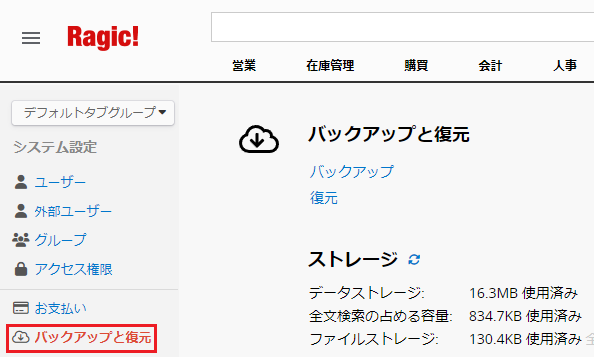 Ragic!
営業 在庫管理 購買 会計 人事
デフォルトタブグループ
システム設定
ユーザー
外部ユーザー
グループ
アクセス権限
お支払い
バックアップと復元
バックアップと復元
バックアップ
復元
ストレージ
データストレージ: 16.3MB 使用済み
全文検索の占める容量: 834.7KB 使用済み
ファイルストレージ: 130.4KB 使用済み